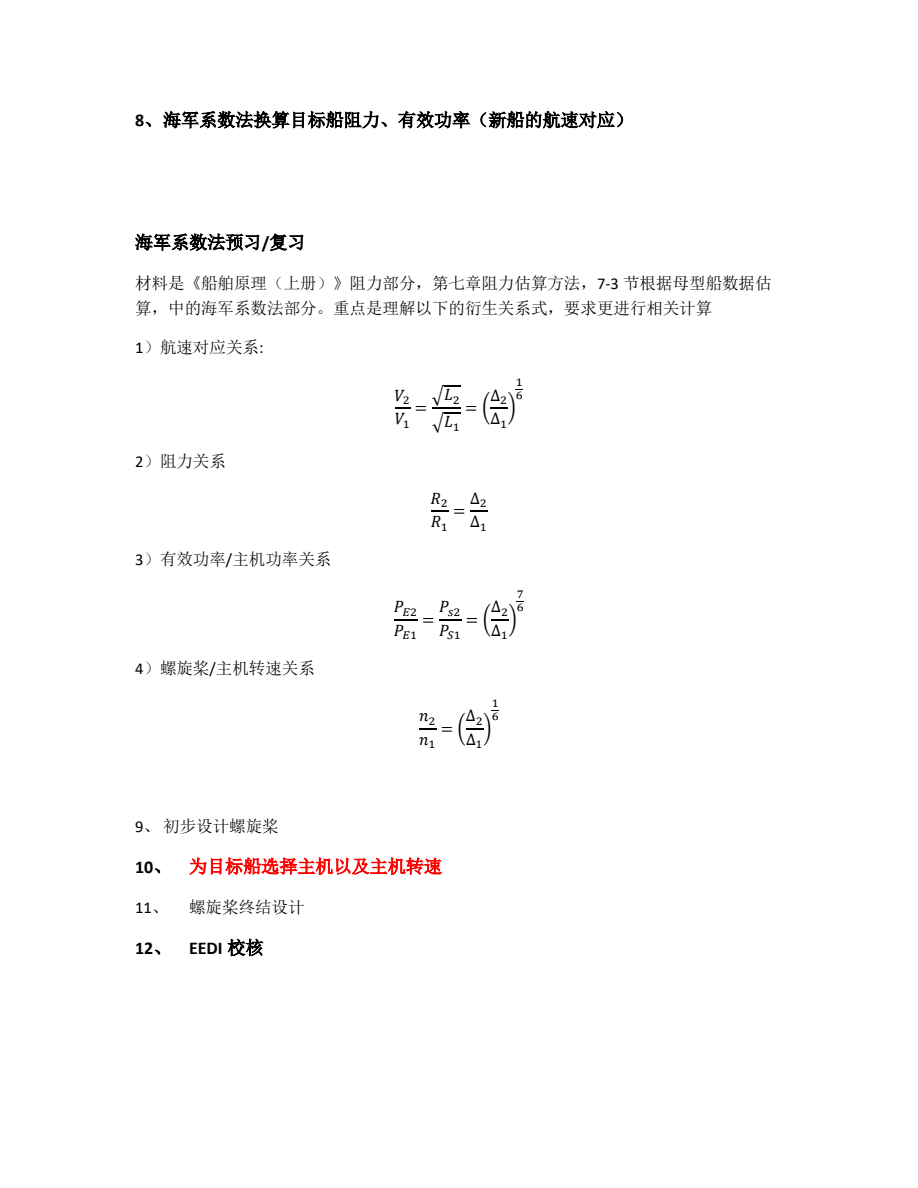 8、海军系数法换算目标船阻力、有效功率（新船的航速对应）
海军系数法预习/复习
材料是《船舶原理（上册）》阻力部分，第七章阻力估算方法，7-3 节根据母型船数据估
算，中的海军系数法部分。重点是理解以下的衍生关系式，要求更进行相关计算
1）航速对应关系:
V₂/V₁ = √L₂/√L₁ = (Δ₂/Δ₁)^(1/6)
2）阻力关系
R₂/R₁ = Δ₂/Δ₁
3）有效功率/主机功率关系
P_E2/P_E1 = P_s2/P_S1 = (Δ₂/Δ₁)^(7/6)
4）螺旋桨/主机转速关系
n₂/n₁ = (Δ₂/Δ₁)^(1/6)
9、 初步设计螺旋桨
10、 为目标船选择主机以及主机转速
11、 螺旋桨终结设计
12、 EEDI 校核